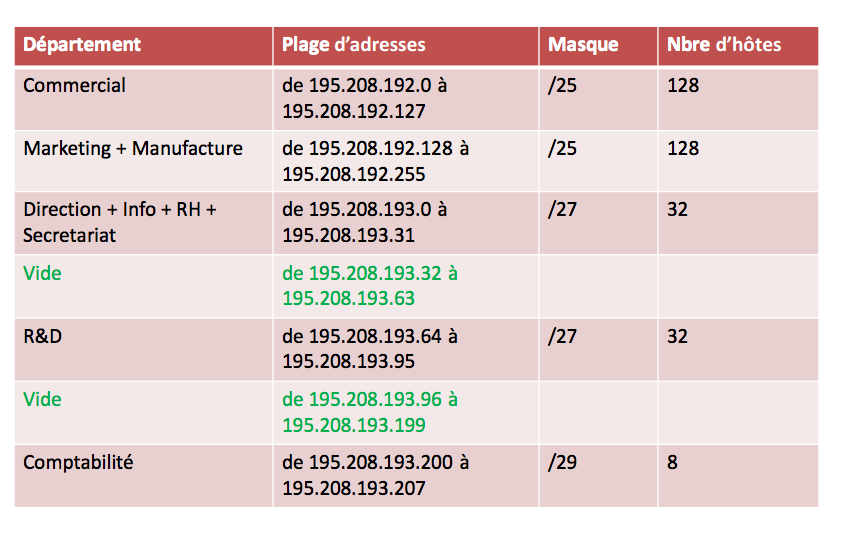 Département Plage d'adresses Masque Nbre d'hôtes
Commercial de 195.208.192.0 à /25 128
195.208.192.127
Marketing + Manufacture de 195.208.192.128 à /25 128
195.208.192.255
Direction + Info + RH + de 195.208.193.0 à /27 32
Secretariat 195.208.193.31
Vide de 195.208.193.32 à
195.208.193.63
R&D de 195.208.193.64 à /27 32
195.208.193.95
Vide de 195.208.193.96 à
195.208.193.199
Comptabilité de 195.208.193.200 à /29 8
195.208.193.207